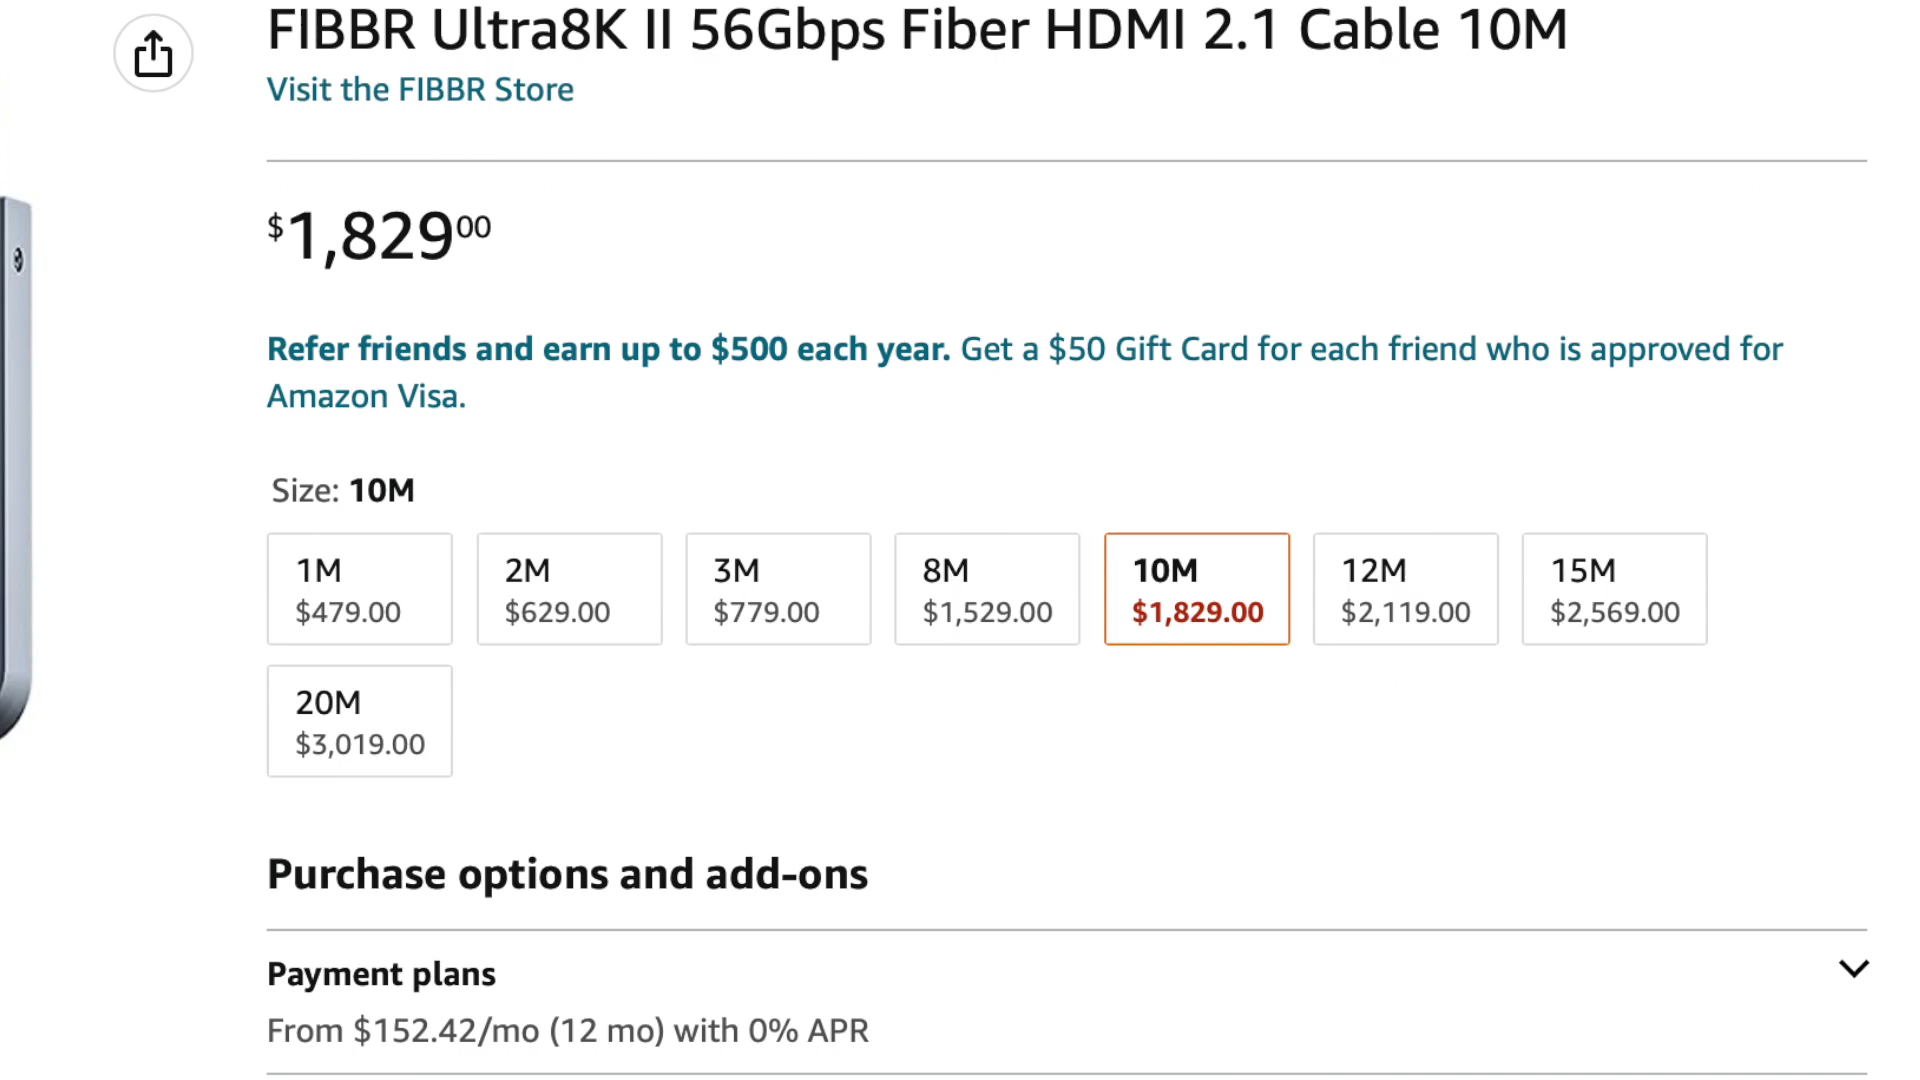 FIBBR Ultra8K II 56Gbps Fiber HDMI 2.1 Cable 10M
Visit the FIBBR Store
$1,82900
Refer friends and earn up to $500 each year. Get a $50 Gift Card for each friend who is approved for
Amazon Visa.
Size: 10M
1M 2M 3M 8M 10M 12M 15M
$479.00 $629.00 $779.00 $1,529.00 $1,829.00 $2,119.00 $2,569.00
20M
$3,019.00
Purchase options and add-ons
Payment plans
From $152.42/mo (12 mo) with 0% APR